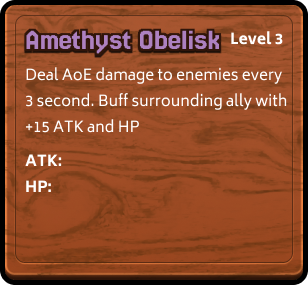 Amethyst Obelisk Level 3
Deal AoE damage to enemies every
3 second. Buff surrounding ally with
+15 ATK and HP
ATK:
HP: